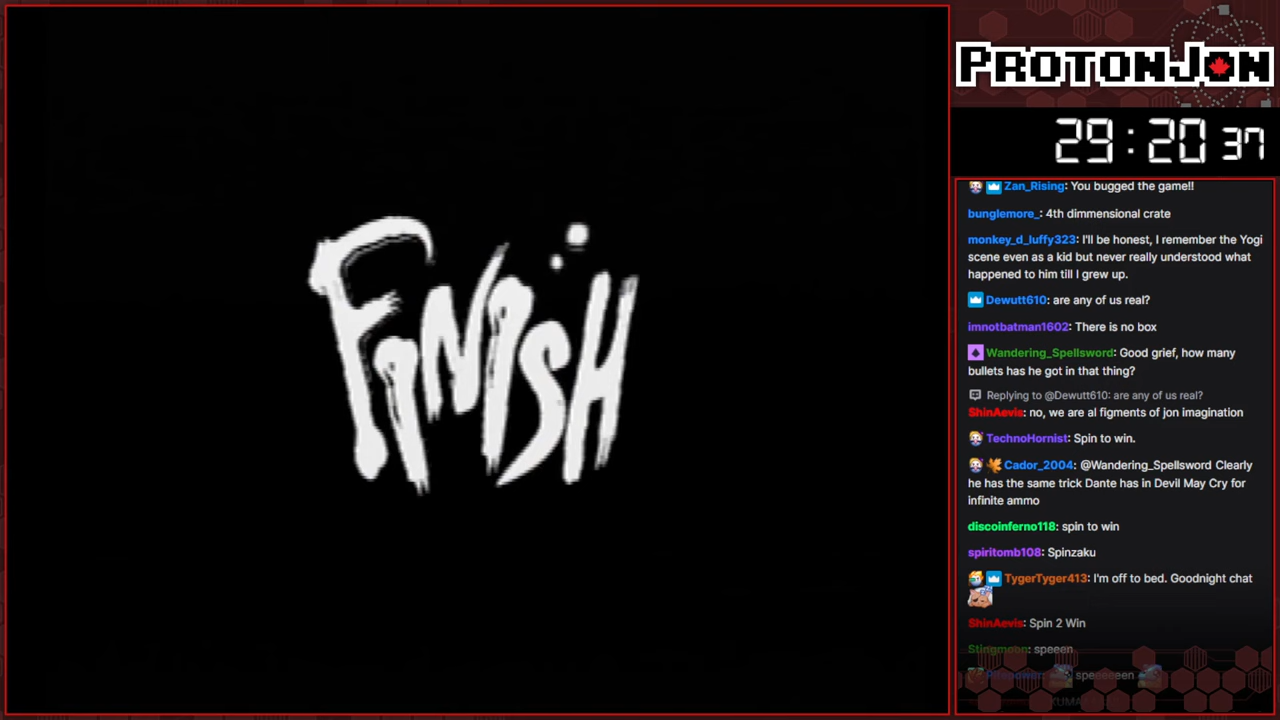 FINISH
PROTONJON
29:20 37
Zan_Rising: You bugged the game!!
bunglemore_: 4th dimmensional crate
monkey_d_luffy323: I'll be honest, I remember the Yogi
scene even as a kid but never really understood what
happened to him till I grew up.
Dewutt610: are any of us real?
imnotbatman1602: There is no box
Wandering_Spellsword: Good grief, how many
bullets has he got in that thing?
Replying to @Dewutt610: are any of us real?
ShinAevis: no, we are al figments of jon imagination
TechnoHornist: Spin to win.
Cador_2004: @Wandering_Spellsword Clearly
he has the same trick Dante has in Devil May Cry for
infinite ammo
discoinferno118: spin to win
spiritomb108: Spinzaku
TygerTyger413: I'm off to bed. Goodnight chat
ShinAevis: Spin 2 Win
Stingmoon: speeen
speeeeeen